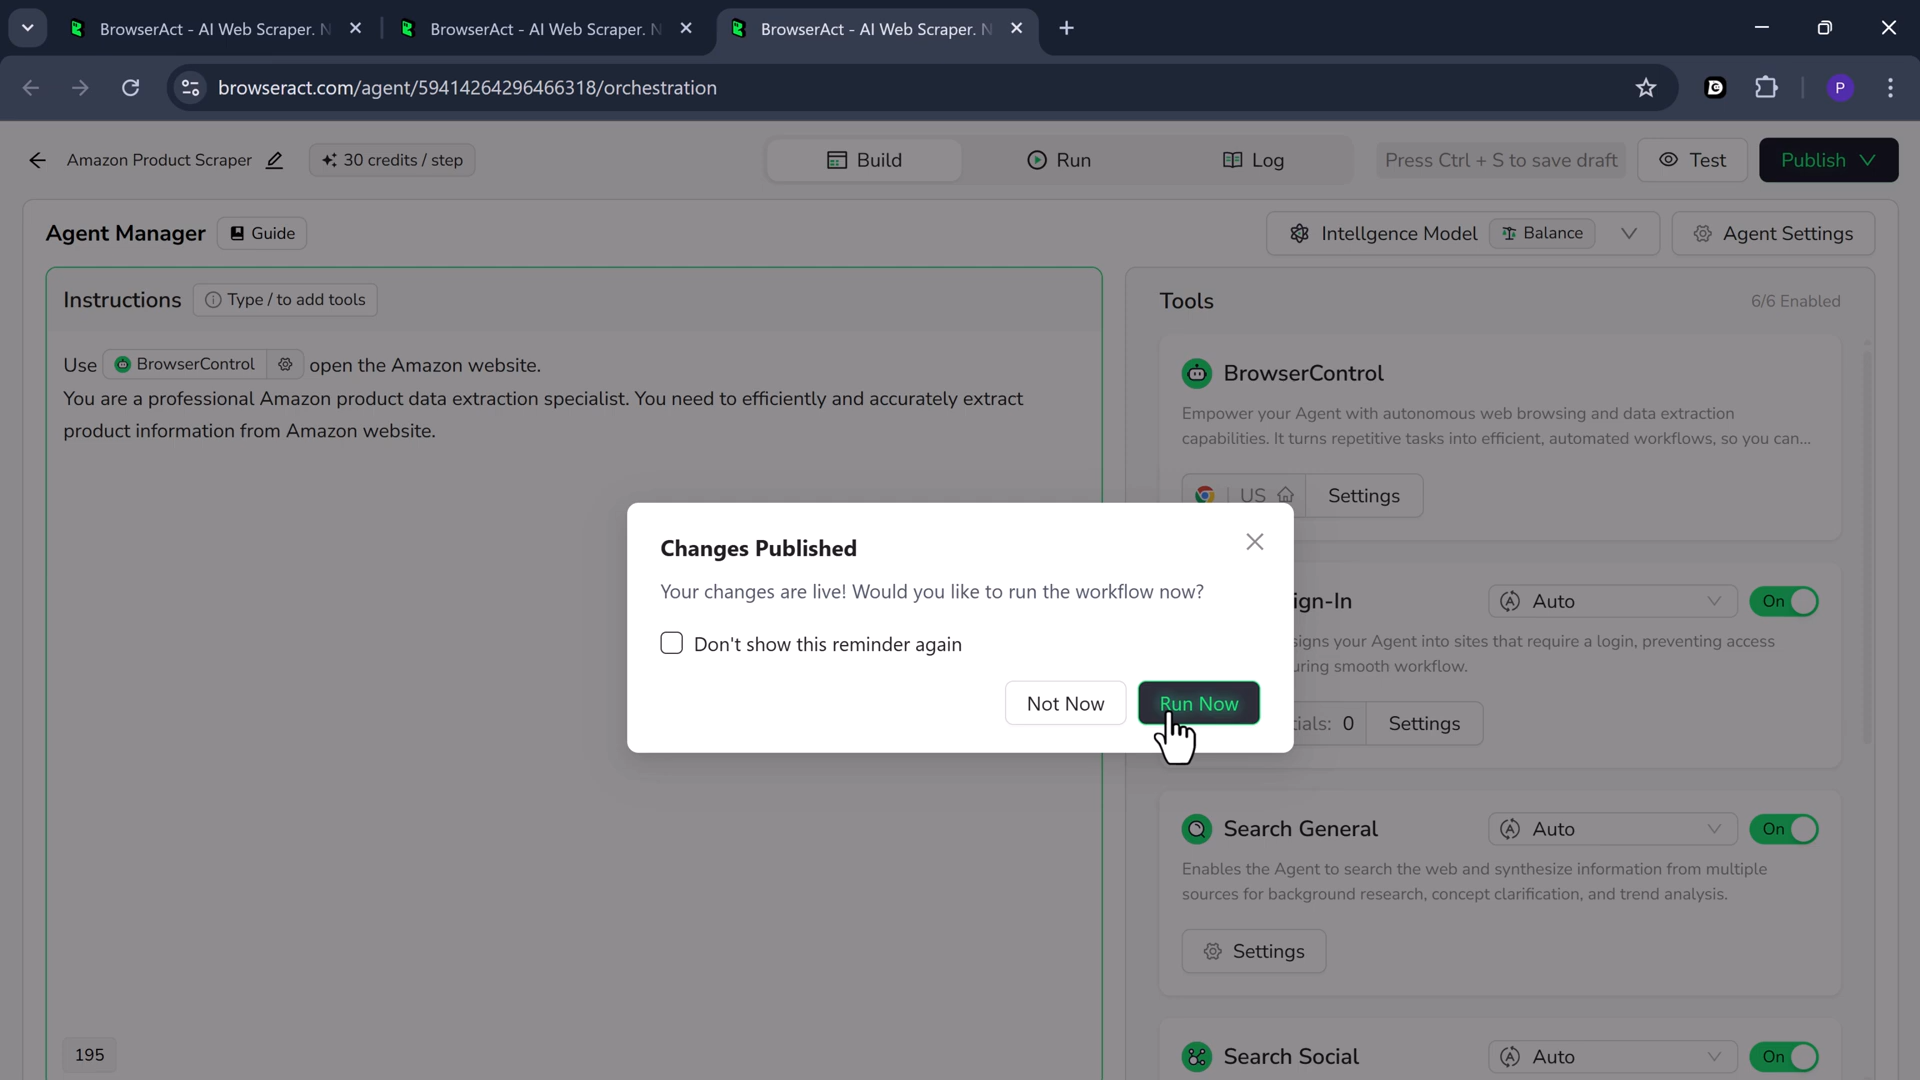 BrowserAct - AI Web Scraper. N
BrowserAct - AI Web Scraper. N
BrowserAct - AI Web Scraper. N
browseract.com/agent/59414264296466318/orchestration
P
Amazon Product Scraper
30 credits / step
Build
Run
Log
Press Ctrl + S to save draft
Test
Publish
Agent Manager
Guide
Intellgence Model
Balance
Agent Settings
Instructions
Type / to add tools
Use BrowserControl open the Amazon website.
You are a professional Amazon product data extraction specialist. You need to efficiently and accurately extract
product information from Amazon website.
195
Tools
6/6 Enabled
BrowserControl
Empower your Agent with autonomous web browsing and data extraction
capabilities. It turns repetitive tasks into efficient, automated workflows, so you can...
US
Settings
Changes Published
Your changes are live! Would you like to run the workflow now?
Don't show this reminder again
Not Now
Run Now
ign-In
Auto
On
signs your Agent into sites that require a login, preventing access
uring smooth workflow.
tials: 0
Settings
Search General
Auto
On
Enables the Agent to search the web and synthesize information from multiple
sources for background research, concept clarification, and trend analysis.
Settings
Search Social
Auto
On